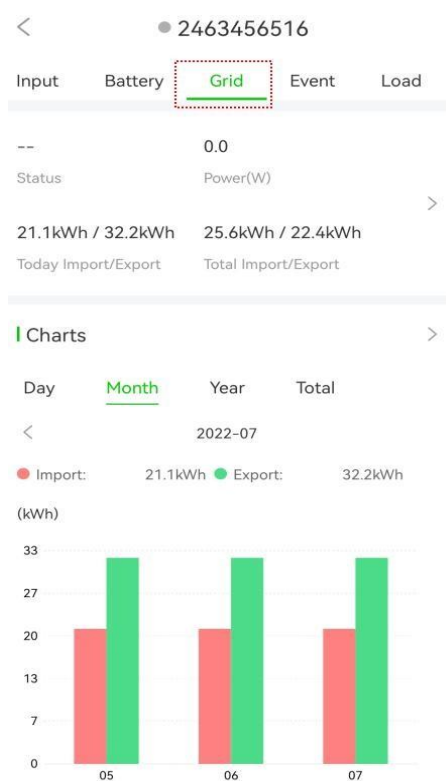 2463456516
Input Battery Grid Event Load
-- 0.0
Status Power(W)
21.1kWh / 32.2kWh 25.6kWh / 22.4kWh
Today Import/Export Total Import/Export
Charts
Day Month Year Total
2022-07
Import: 21.1kWh Export: 32.2kWh
(kWh)
33
27
20
13
7
0
05 06 07